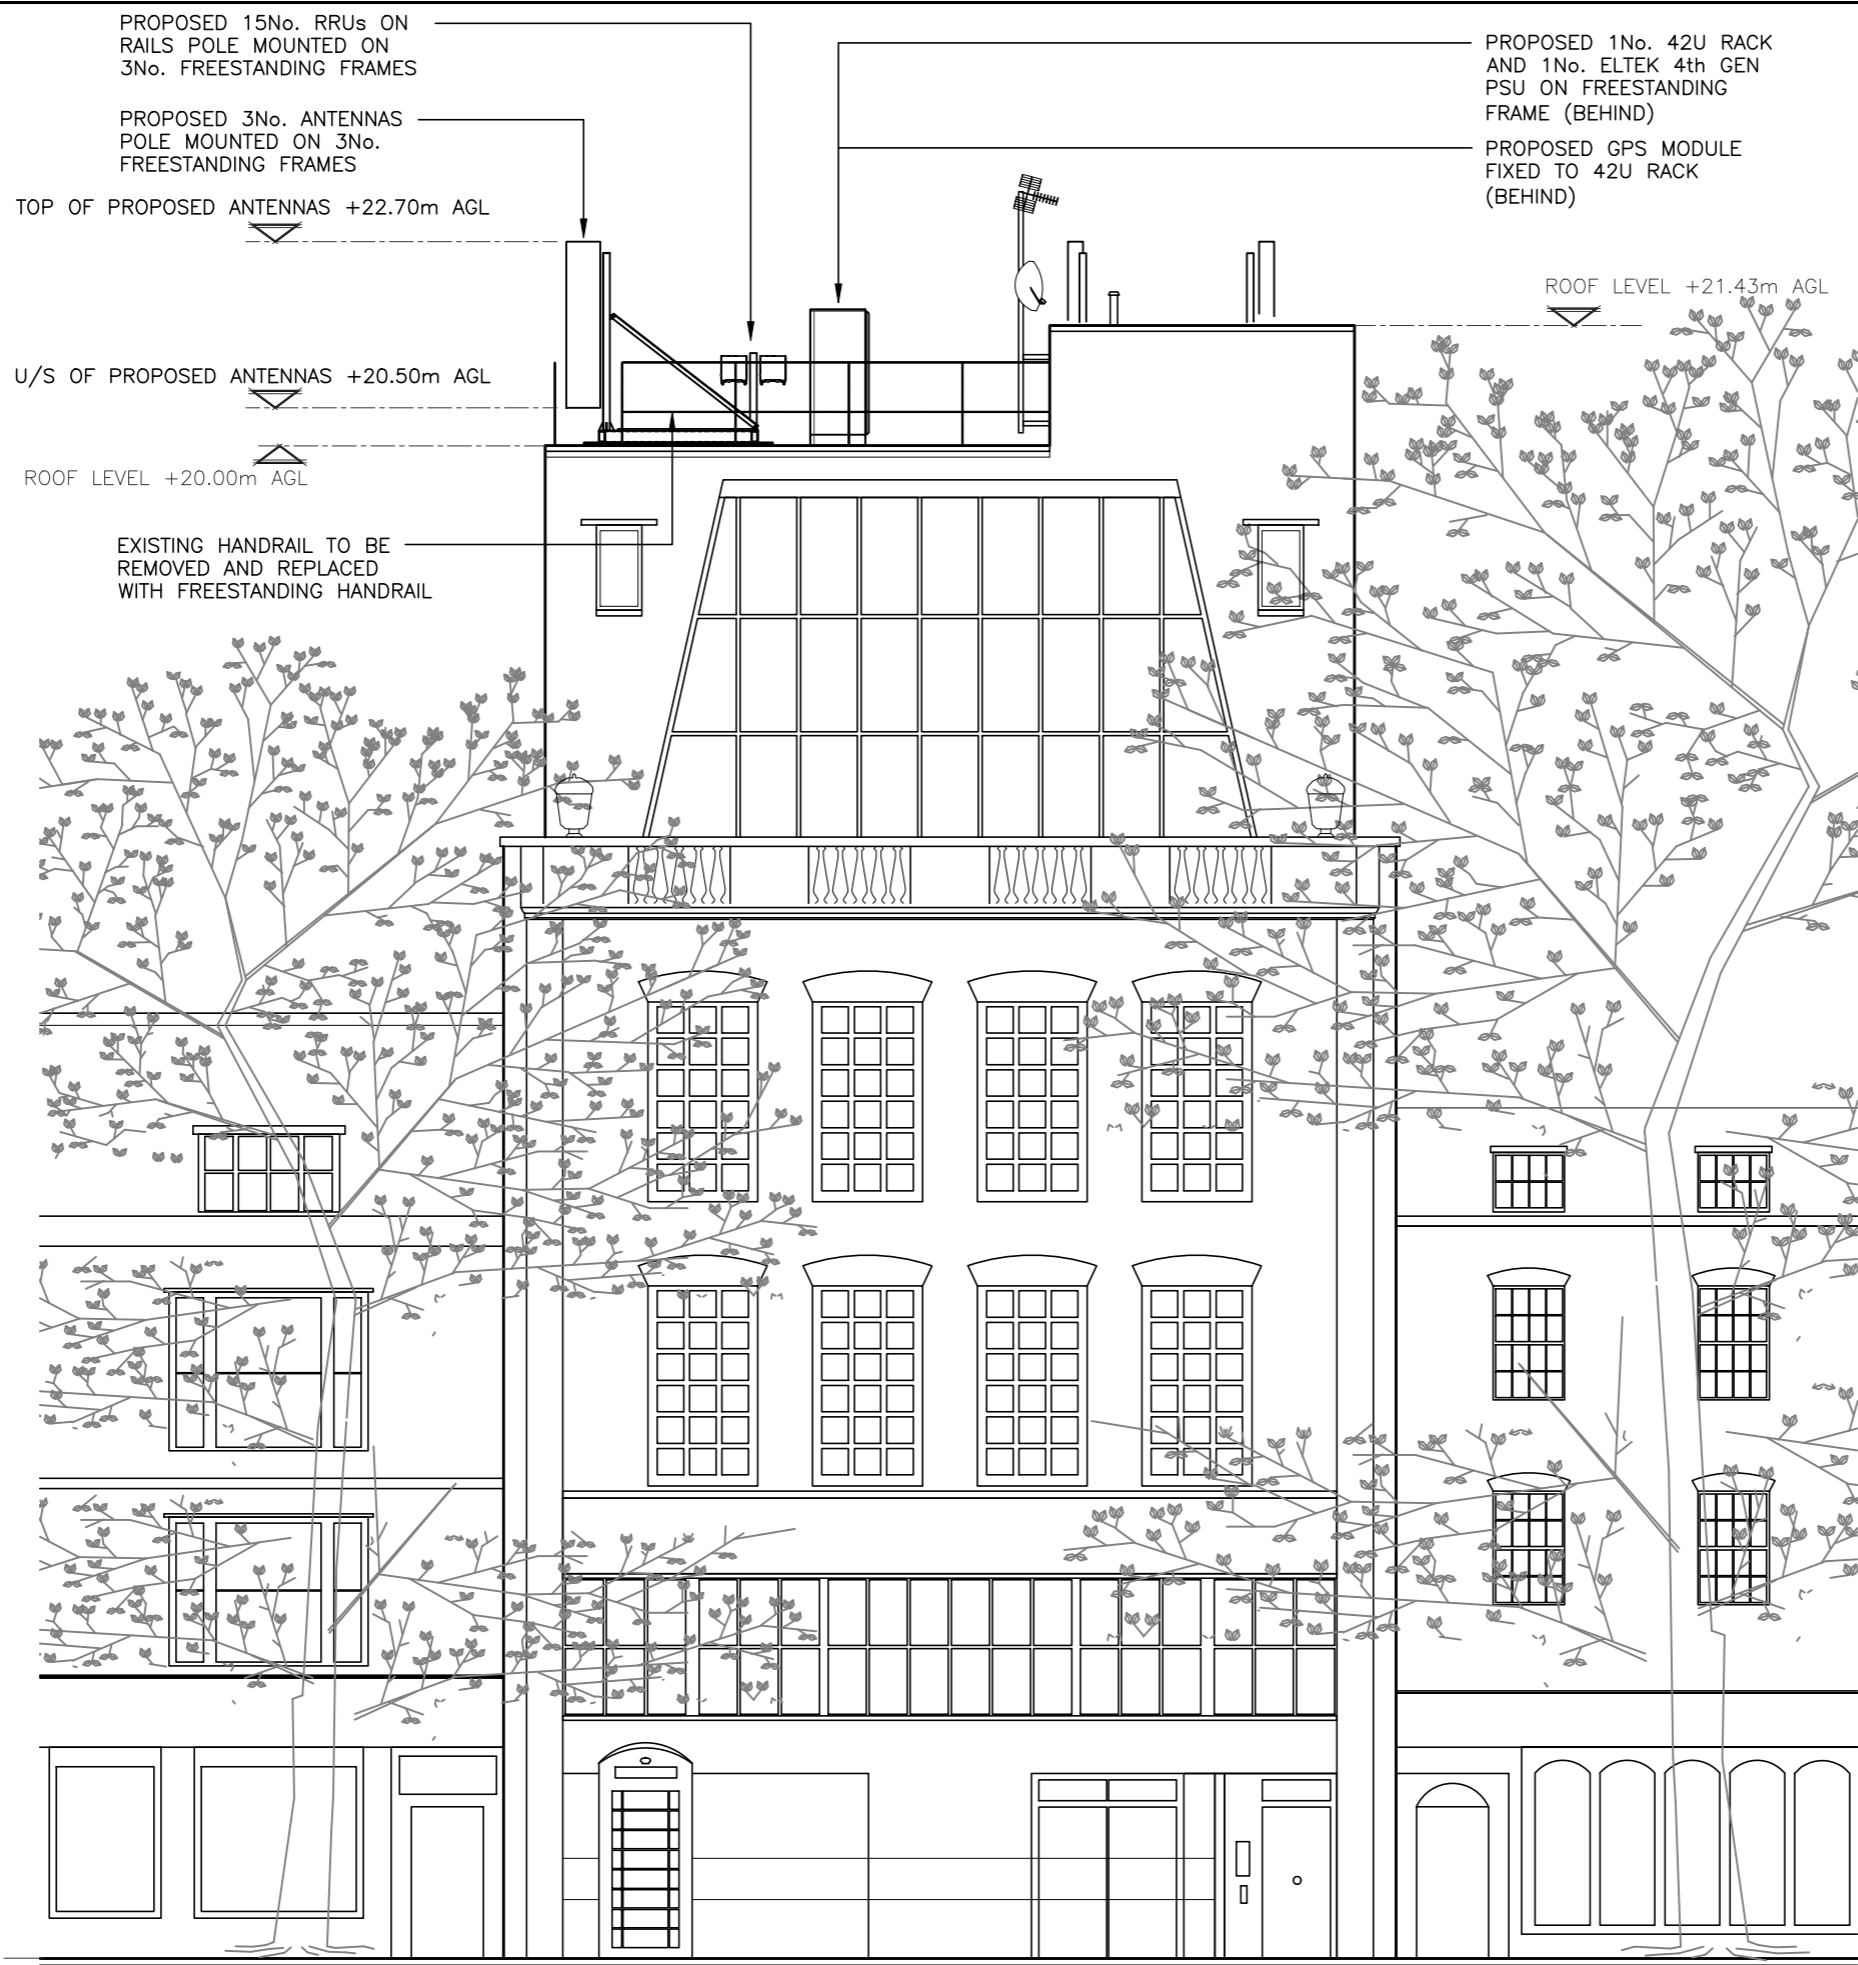 PROPOSED 15No. RRUs ON
RAILS POLE MOUNTED ON
3No. FREESTANDING FRAMES
PROPOSED 3No. ANTENNAS
POLE MOUNTED ON 3No.
FREESTANDING FRAMES
TOP OF PROPOSED ANTENNAS +22.70m AGL
U/S OF PROPOSED ANTENNAS +20.50m AGL
ROOF LEVEL +20.00m AGL
EXISTING HANDRAIL TO BE
REMOVED AND REPLACED
WITH FREESTANDING HANDRAIL
PROPOSED 1No. 42U RACK
AND 1No. ELTEK 4th GEN
PSU ON FREESTANDING
FRAME (BEHIND)
PROPOSED GPS MODULE
FIXED TO 42U RACK
(BEHIND)
ROOF LEVEL +21.43m AGL